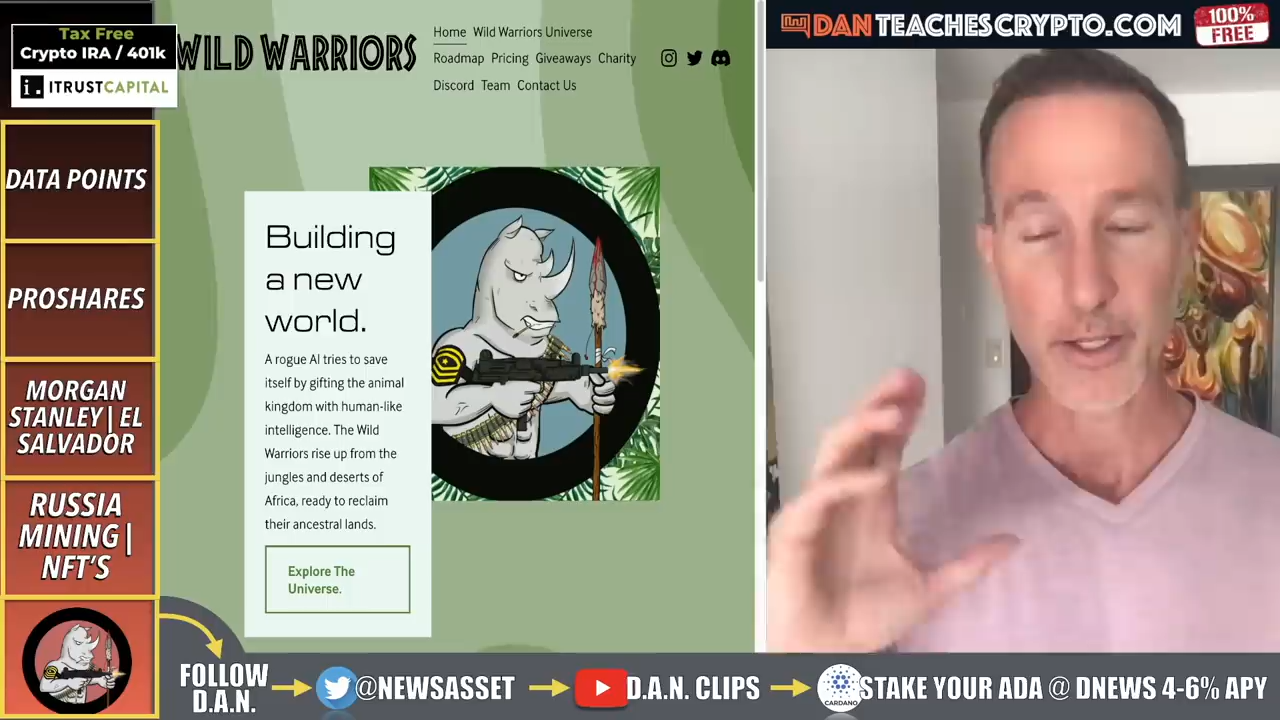 Tax Free
Crypto IRA / 401k
i. ITRUSTCAPITAL
DATA POINTS
PROSHARES
MORGAN
STANLEY | EL
SALVADOR
RUSSIA
MINING |
NFT'S
WILD WARRIORS
Home Wild Warriors Universe
Roadmap Pricing Giveaways Charity
Discord Team Contact Us
Building
a new
world.
A rogue AI tries to save
itself by gifting the animal
kingdom with human-like
intelligence. The Wild
Warriors rise up from the
jungles and deserts of
Africa, ready to reclaim
their ancestral lands.
Explore The
Universe.
DANTEACHESCRYPTO.COM
100%
FREE
FOLLOW
D.A.N.
@NEWSASSET
D.A.N. CLIPS
CARDANO
STAKE YOUR ADA @ DNEWS 4-6% APY